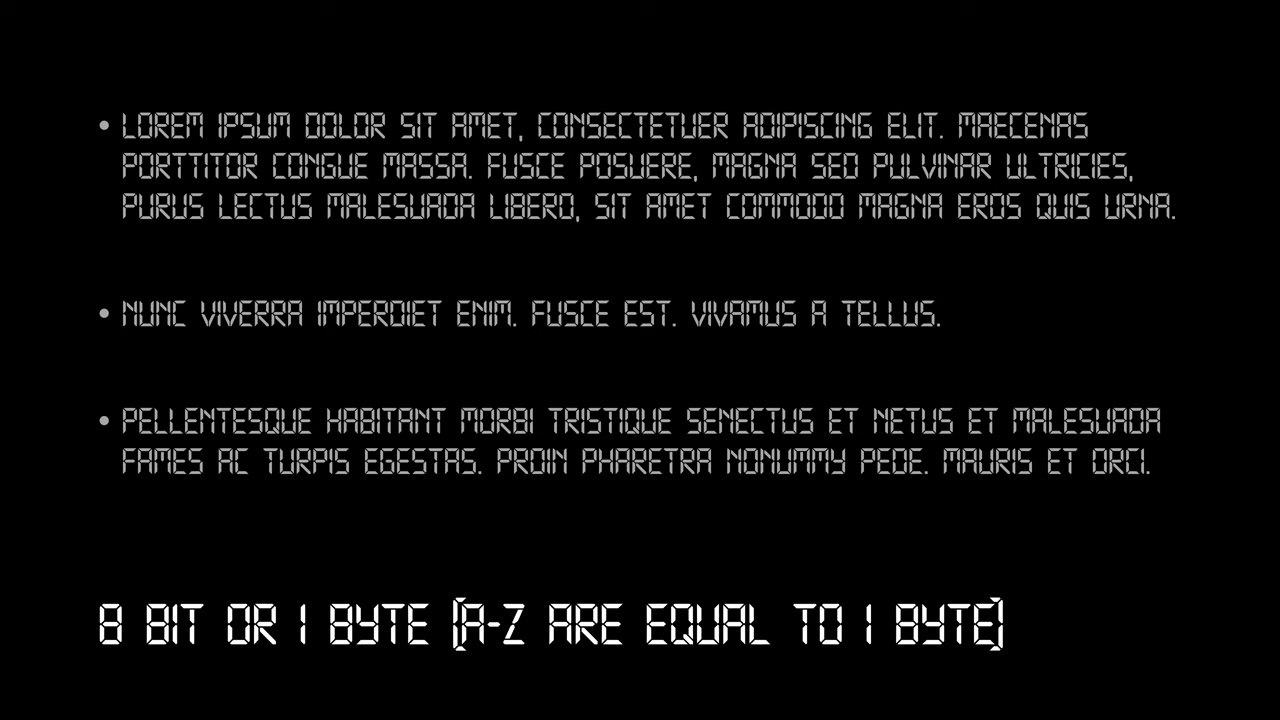 • LOREM IPSUM DOLOR SIT AMET, CONSECTETUER ADIPISCING ELIT. MAECENAS
PORTTITOR CONGUE MASSA. FUSCE POSUERE, MAGNA SED PULVINAR ULTRICIES,
PURUS LECTUS MALESUADA LIBERO, SIT AMET COMMODO MAGNA EROS QUIS URNA.
• NUNC VIVERRA IMPERDIET ENIM. FUSCE EST. VIVAMUS A TELLUS.
• PELLENTESQUE HABITANT MORBI TRISTIQUE SENECTUS ET NETUS ET MALESUADA
FAMES AC TURPIS EGESTAS. PROIN PHARETRA NONUMMY PEDE. MAURIS ET ORCI.
8 BIT OR 1 BYTE (A-Z ARE EQUAL TO 1 BYTE)